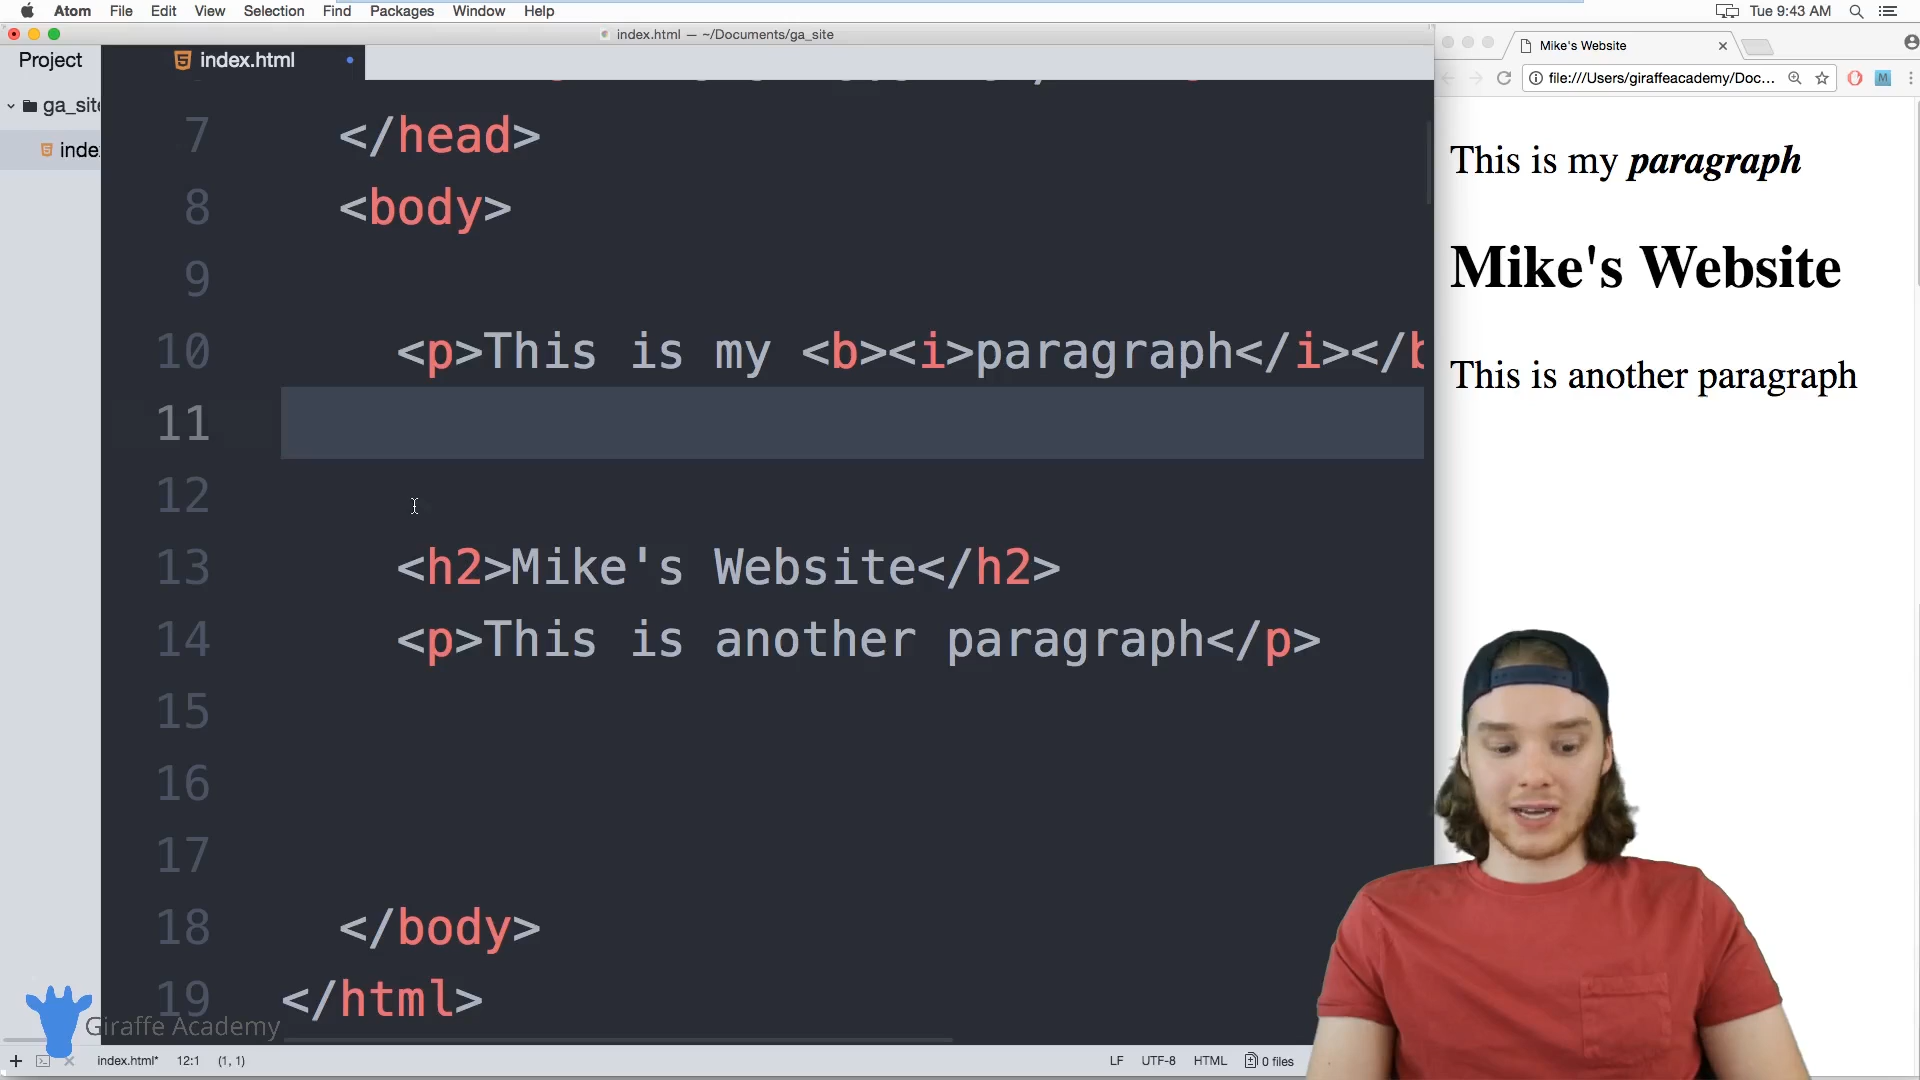 Atom File Edit View Selection Find Packages Window Help Tue 9:43 AM
index.html — ~/Documents/ga_site
Project
index.html
Mike's Website
file:///Users/giraffeacademy/Doc...
M
ga_site
inde
7 </head>
8 <body>
9
10 <p>This is my <b><i>paragraph</i></b
11
12
13 <h2>Mike's Website</h2>
14 <p>This is another paragraph</p>
15
16
17
18 </body>
19 </html>
This is my paragraph
Mike's Website
This is another paragraph
Giraffe Academy
index.html* 12:1 (1, 1) LF UTF-8 HTML 0 files